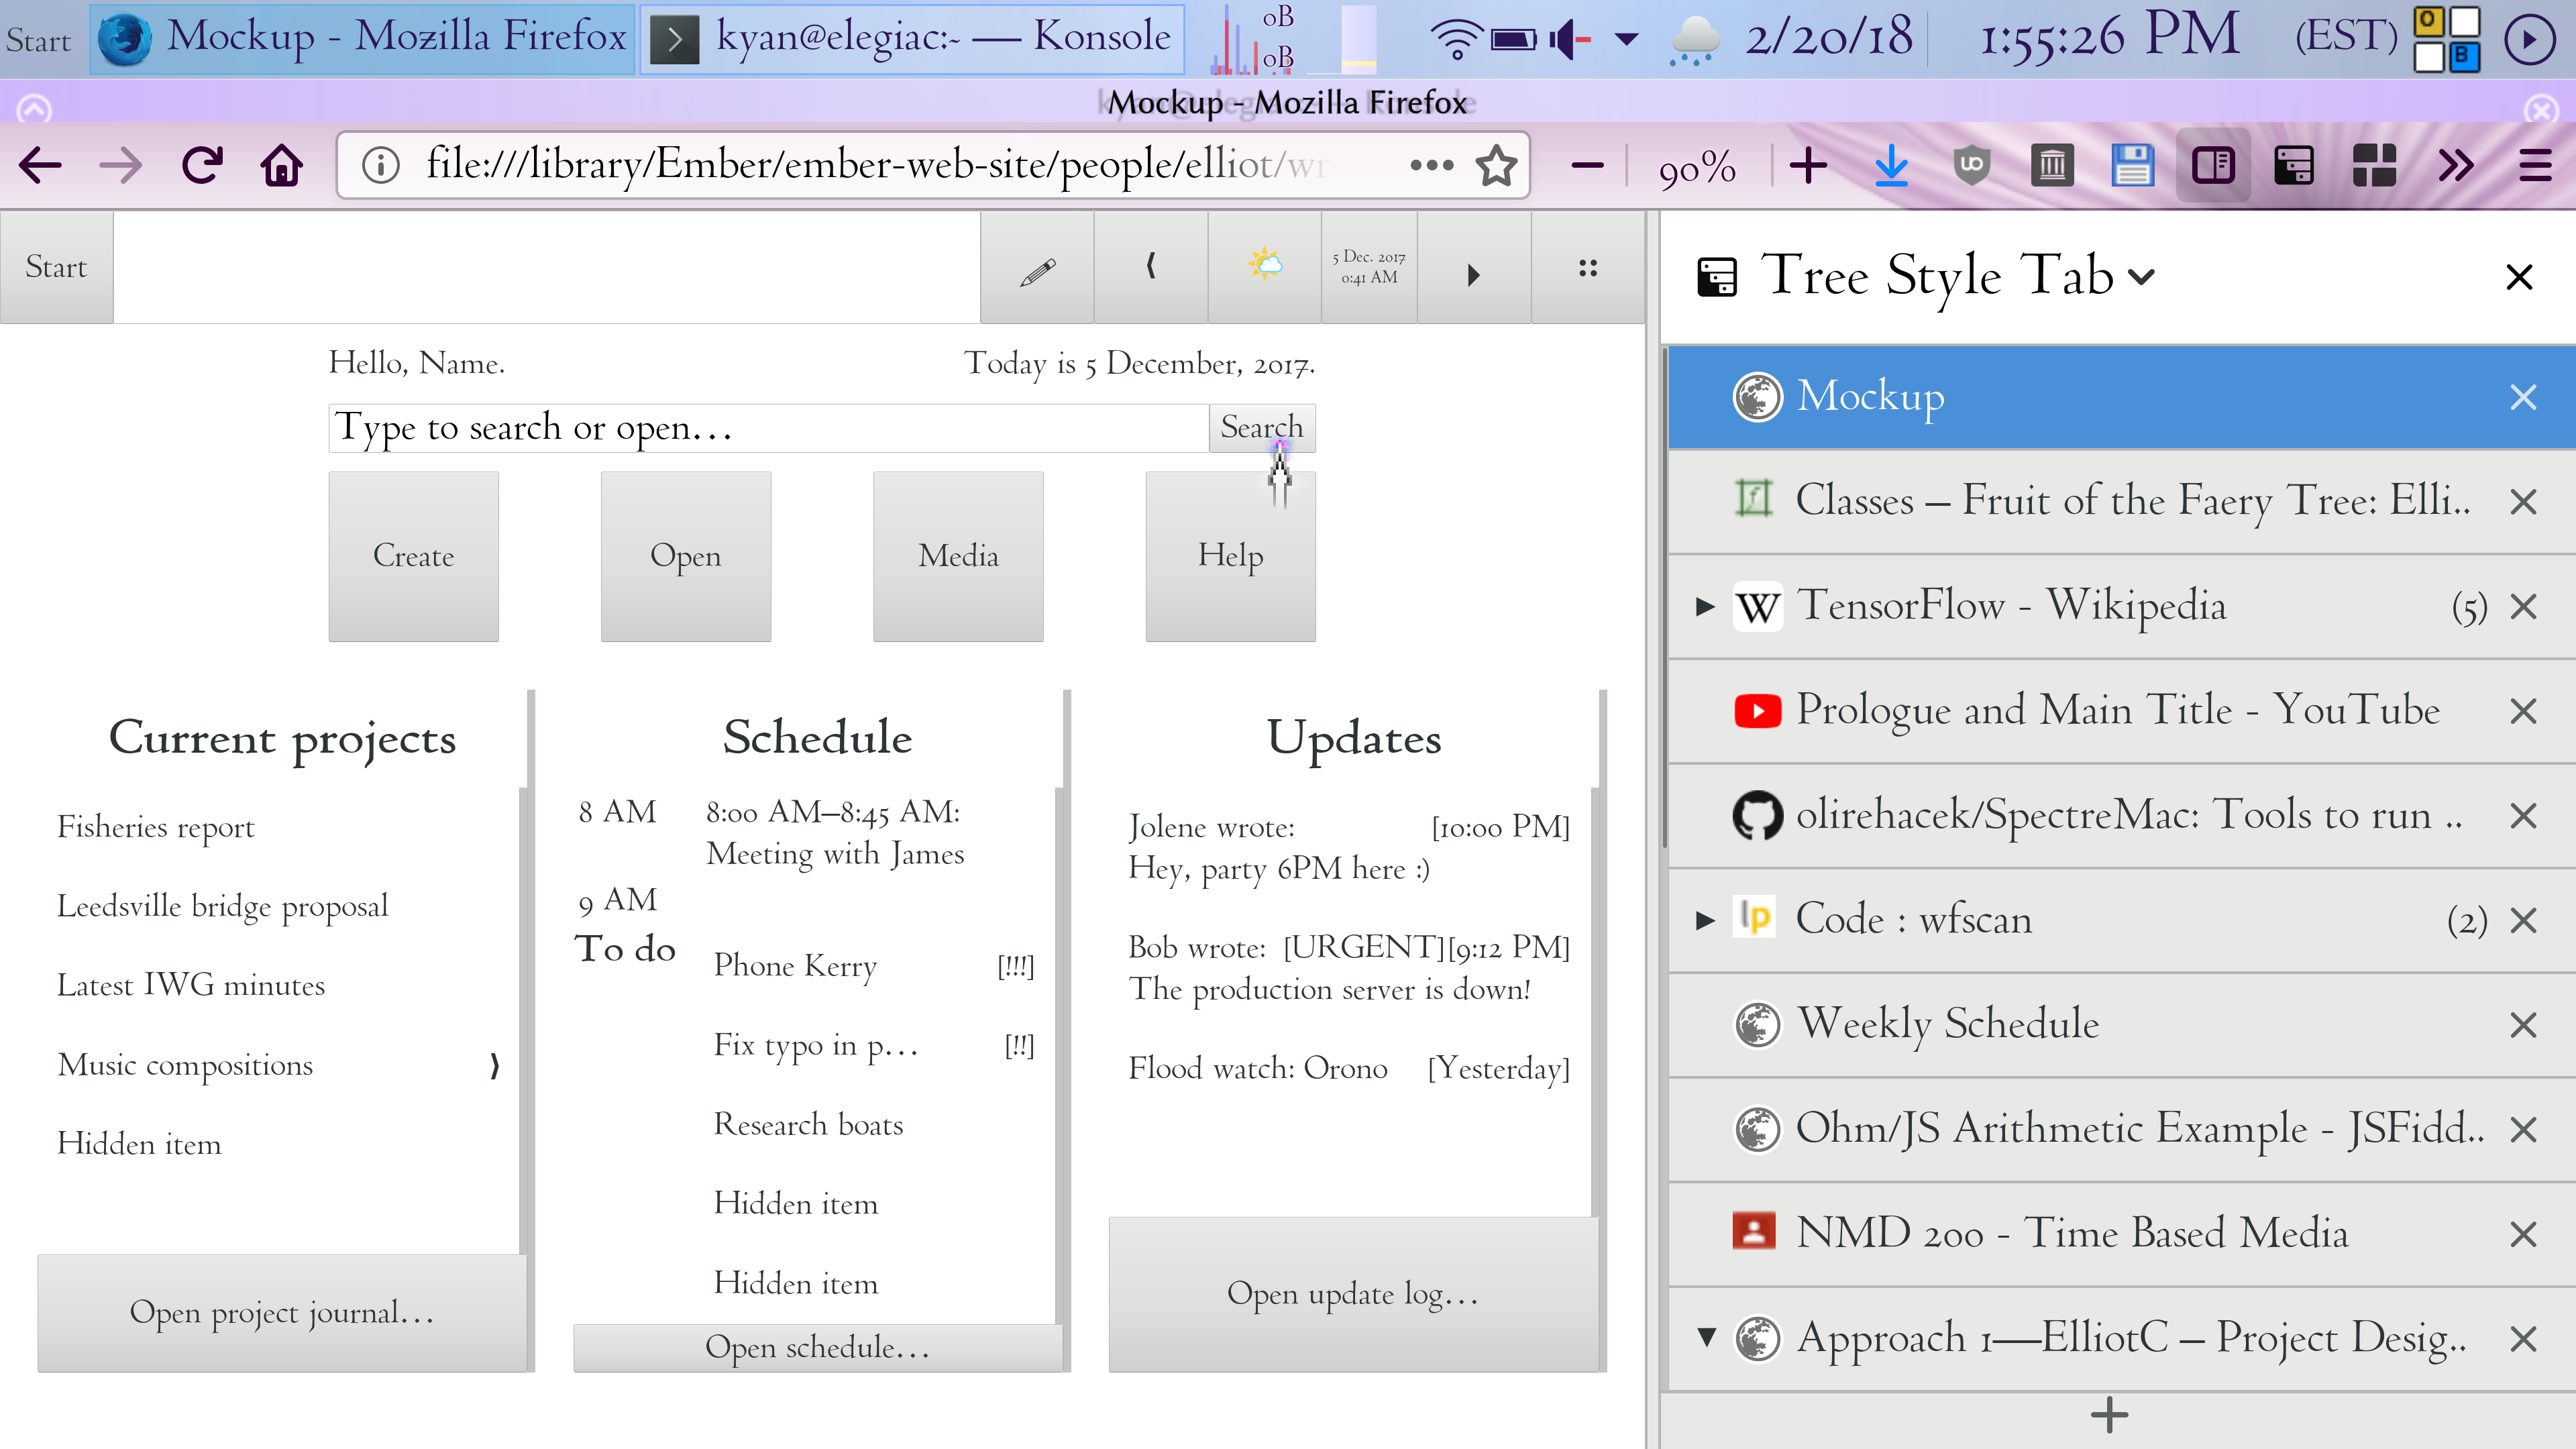 Start
Mockup - Mozilla Firefox
kyan@elegiac:~ — Konsole
0B
0B
2/20/18
1:55:26 PM
(EST)
O
B
Mockup - Mozilla Firefox
file:///library/Ember/ember-web-site/people/elliot/wr
90%
Start
5 Dec. 2017
0:41 AM
Hello, Name.
Today is 5 December, 2017.
Type to search or open…
Search
Create
Open
Media
Help
Current projects
Fisheries report
Leedsville bridge proposal
Latest IWG minutes
Music compositions
Hidden item
Open project journal…
Schedule
8 AM
8:00 AM–8:45 AM:
Meeting with James
9 AM
To do
Phone Kerry [!!!]
Fix typo in p… [!!]
Research boats
Hidden item
Hidden item
Open schedule…
Updates
Jolene wrote: [10:00 PM]
Hey, party 6PM here :)
Bob wrote: [URGENT][9:12 PM]
The production server is down!
Flood watch: Orono [Yesterday]
Open update log…
Tree Style Tab
Mockup
Classes – Fruit of the Faery Tree: Elli..
W TensorFlow - Wikipedia (5)
Prologue and Main Title - YouTube
olirehacek/SpectreMac: Tools to run ..
lp Code : wfscan (2)
Weekly Schedule
Ohm/JS Arithmetic Example - JSFidd..
NMD 200 - Time Based Media
Approach 1—ElliotC – Project Desig..